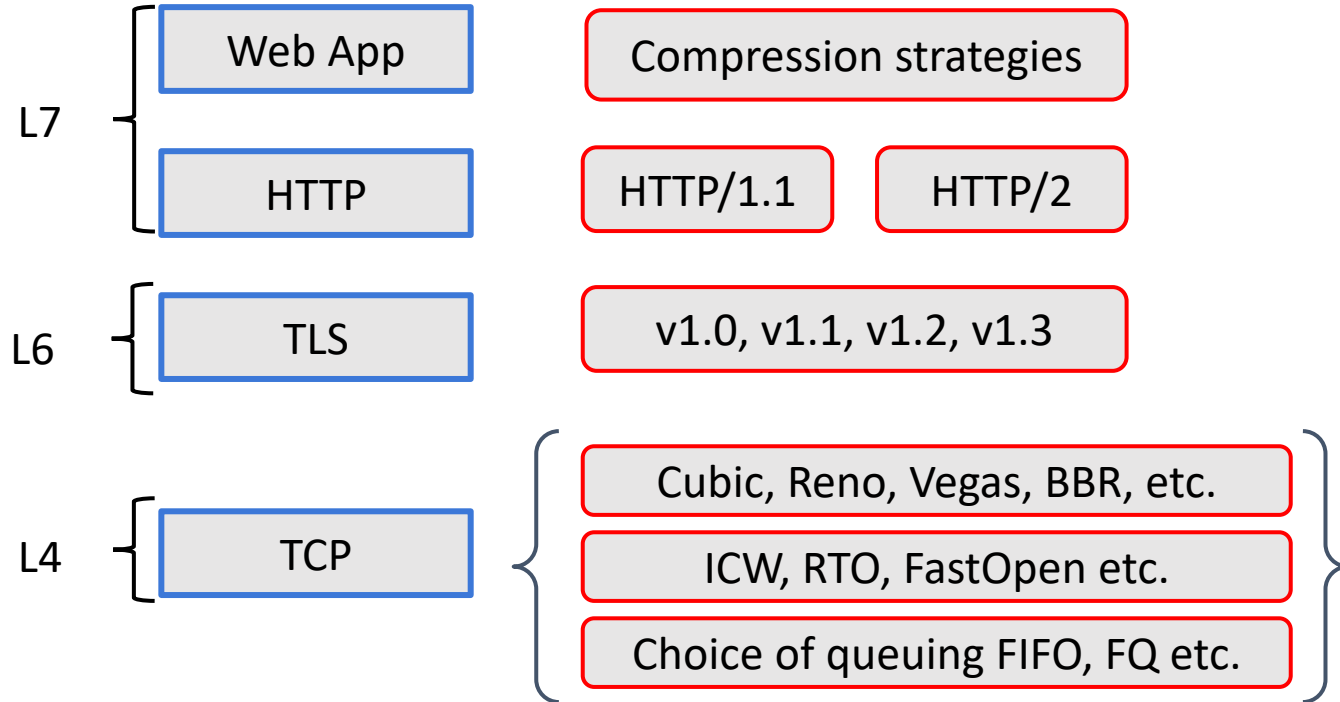 Web App
Compression strategies
L7
HTTP
HTTP/1.1
HTTP/2
L6
TLS
v1.0, v1.1, v1.2, v1.3
L4
TCP
Cubic, Reno, Vegas, BBR, etc.
ICW, RTO, FastOpen etc.
Choice of queuing FIFO, FQ etc.